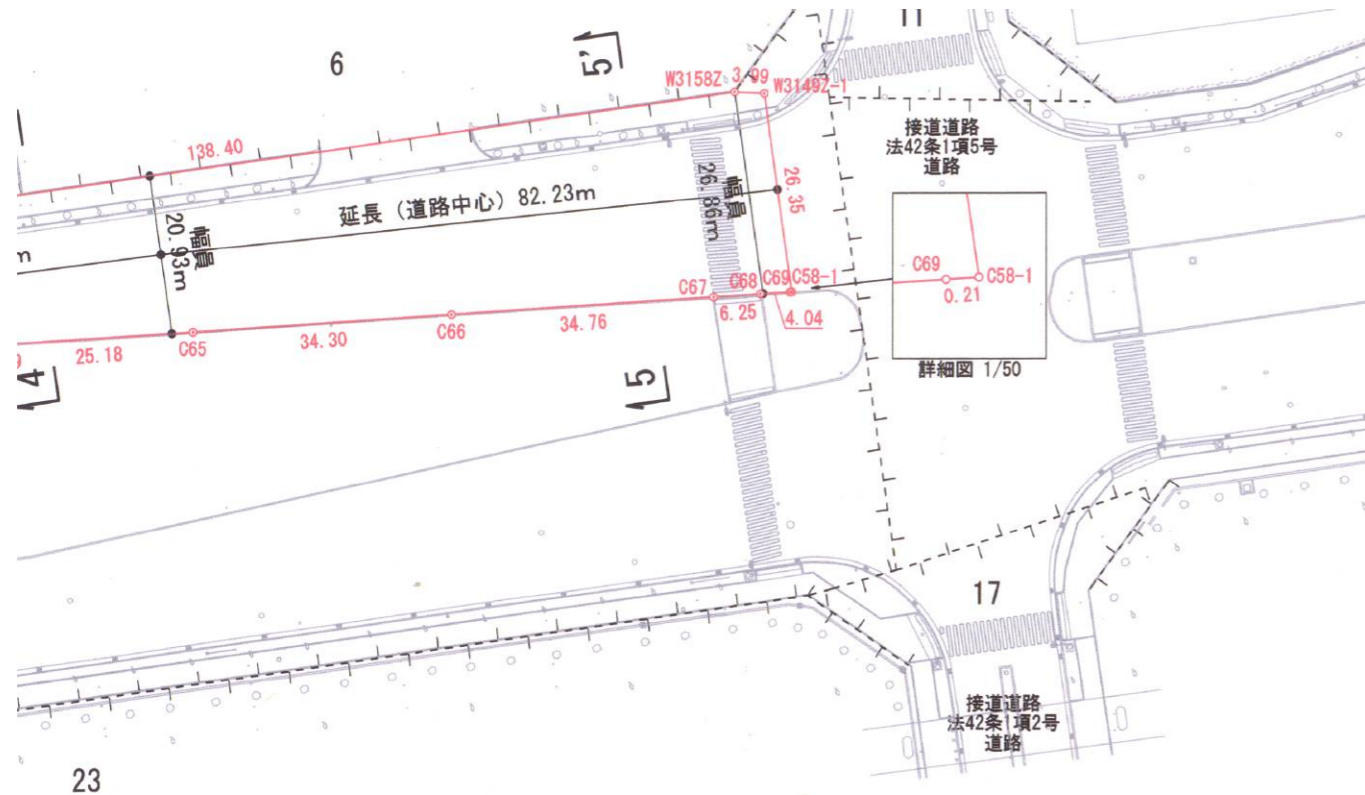 11
6
5'
W3158Z
3.99
W3149Z-1
138.40
接道道路
法42条1項5号
道路
幅員
26.86m
26.35
延長（道路中心）82.23m
幅員
20.93m
m
C69
C58-1
0.21
詳細図 1/50
C67
C68
C69
C58-1
6.25
4.04
C66
34.76
C65
34.30
25.18
9
4
5
17
接道道路
法42条1項2号
道路
23